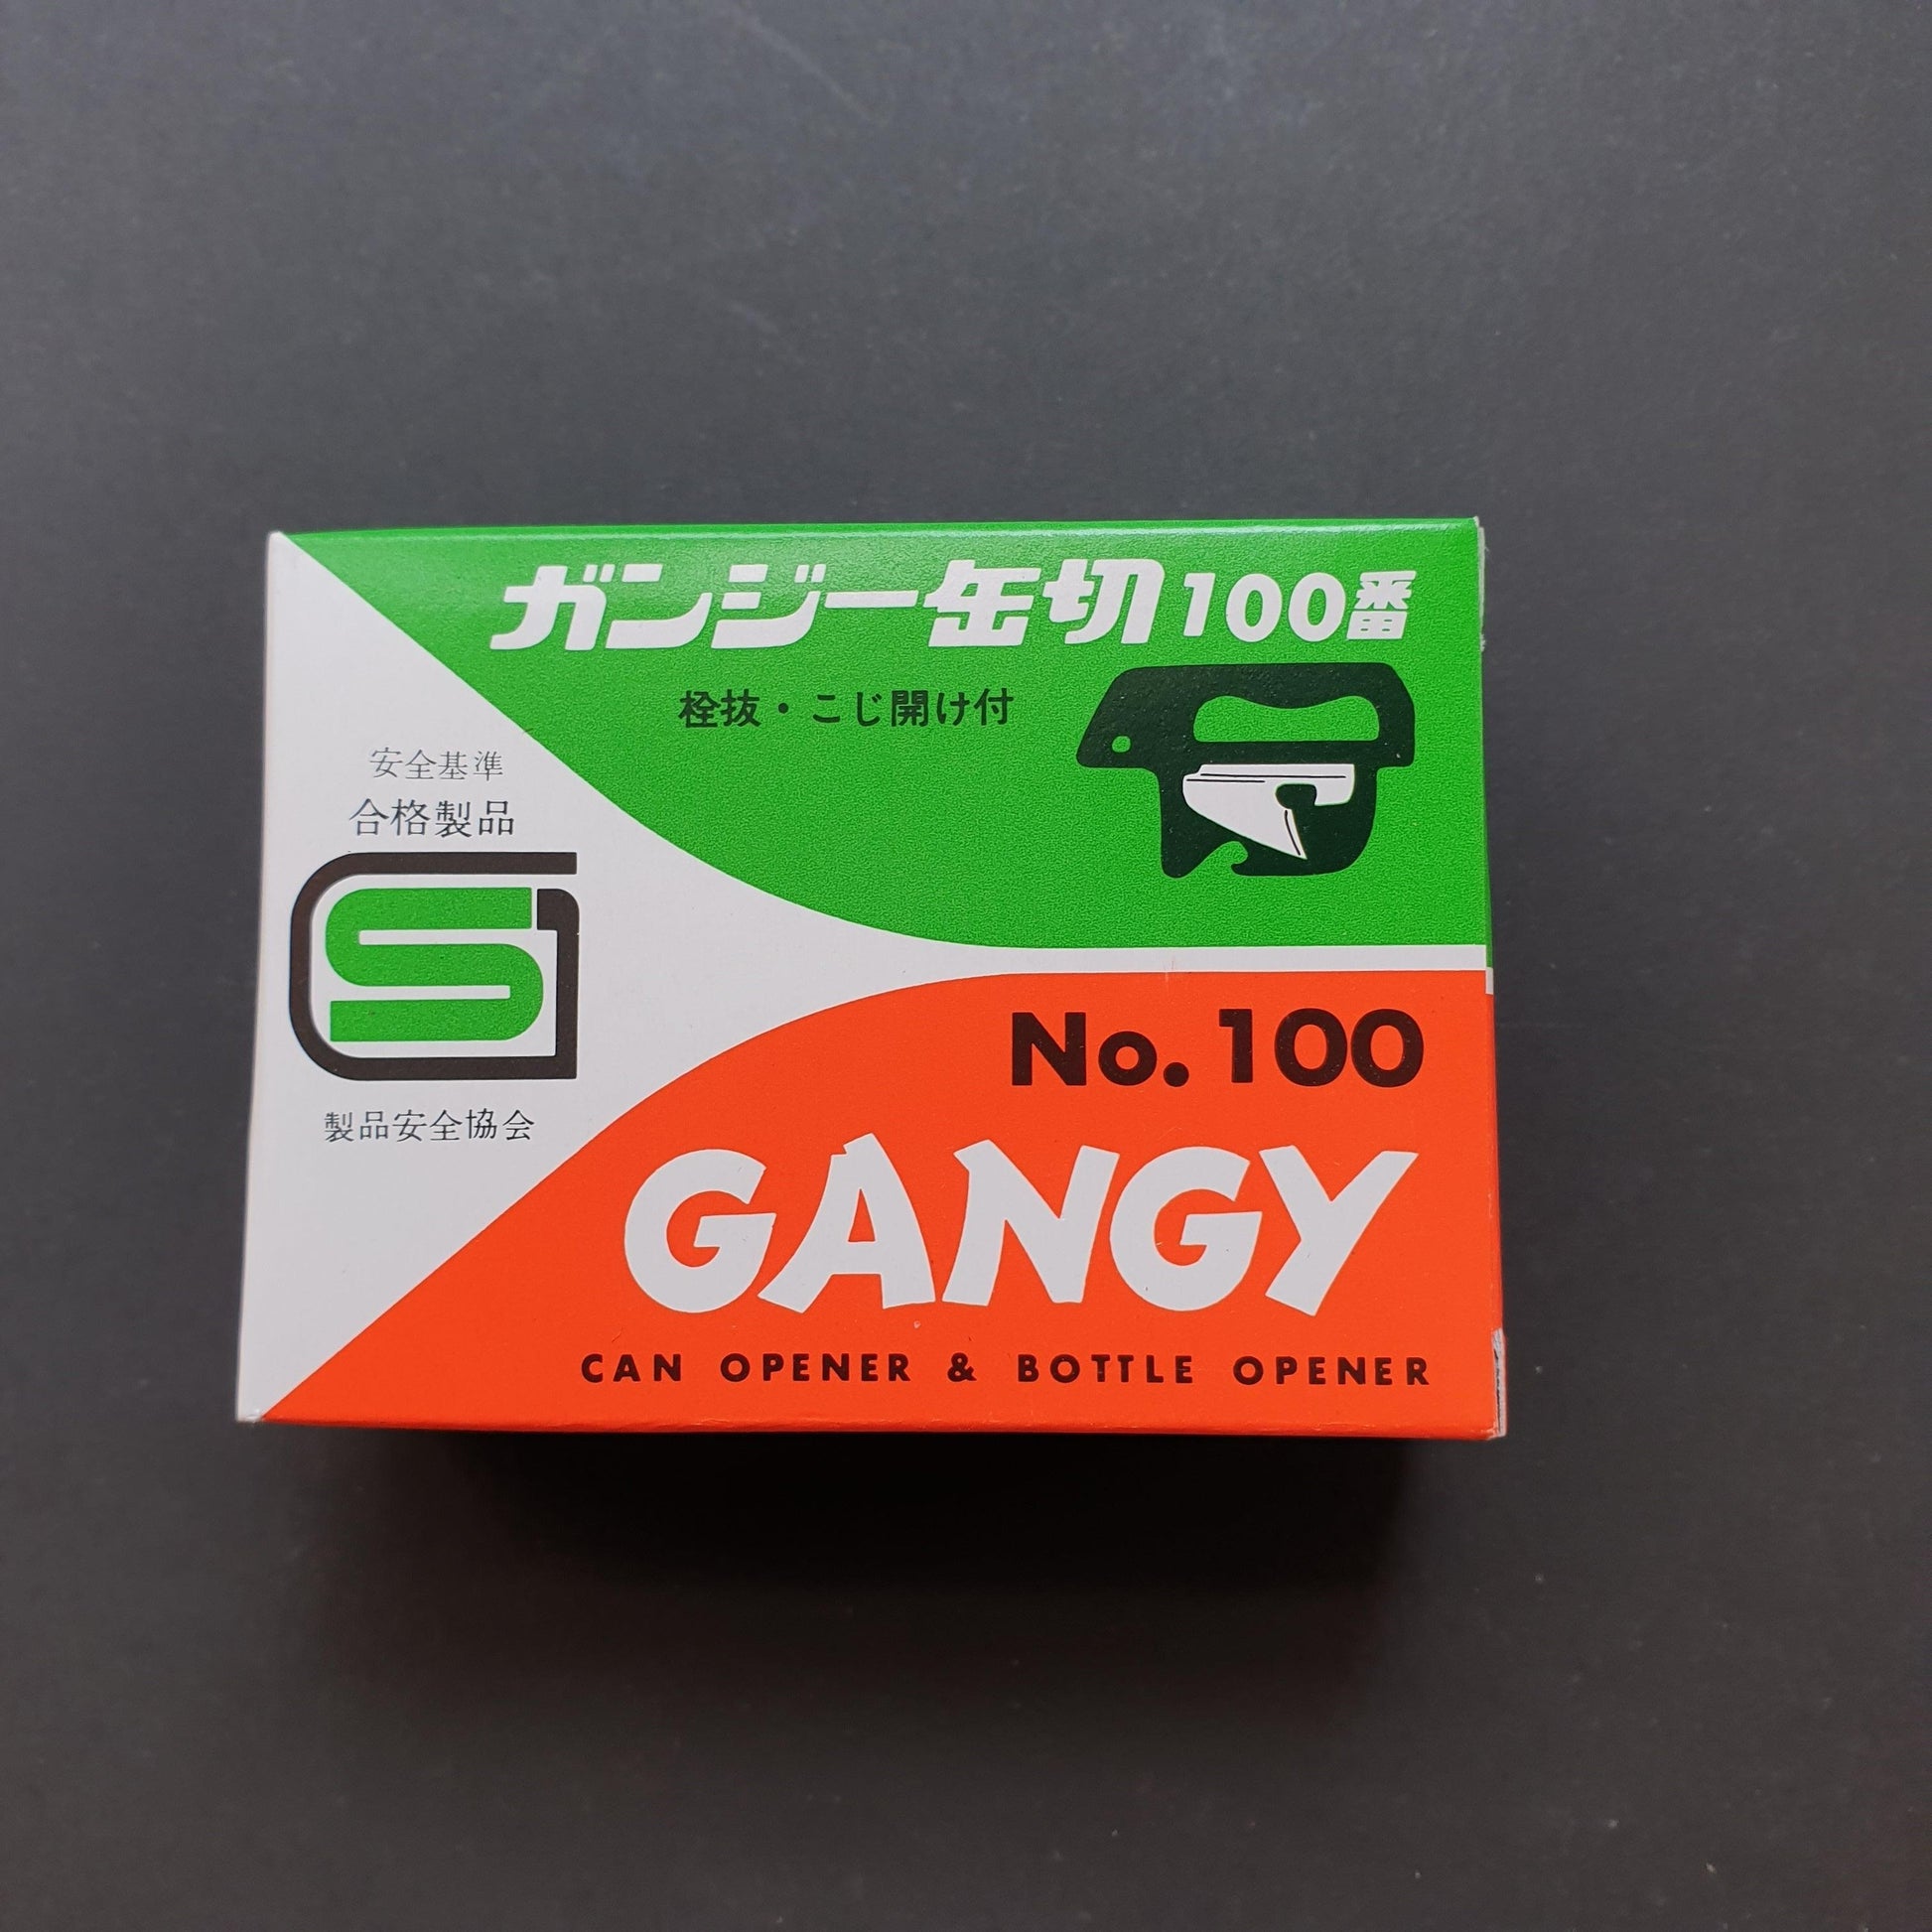 ガンジー缶切100番
栓抜・こじ開け付
安全基準
合格製品
SG
製品安全協会
No. 100
GANGY
CAN OPENER & BOTTLE OPENER